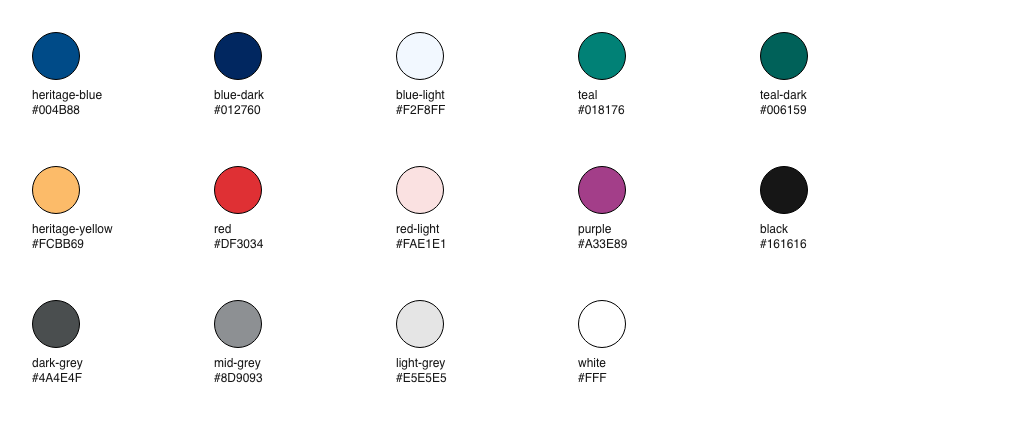 heritage-blue
#004B88
blue-dark
#012760
blue-light
#F2F8FF
teal
#018176
teal-dark
#006159
heritage-yellow
#FCBB69
red
#DF3034
red-light
#FAE1E1
purple
#A33E89
black
#161616
dark-grey
#4A4E4F
mid-grey
#8D9093
light-grey
#E5E5E5
white
#FFF